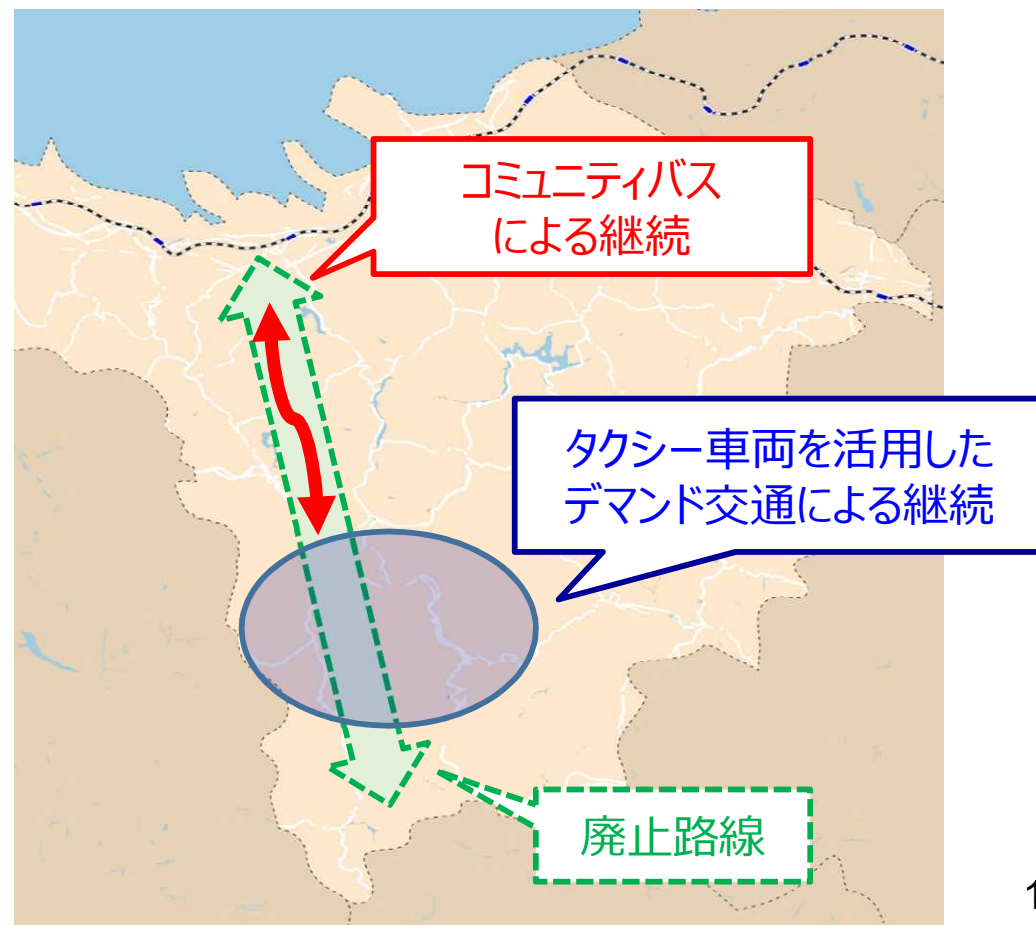 コミュニティバス
による継続
タクシー車両を活用した
デマンド交通による継続
廃止路線
1